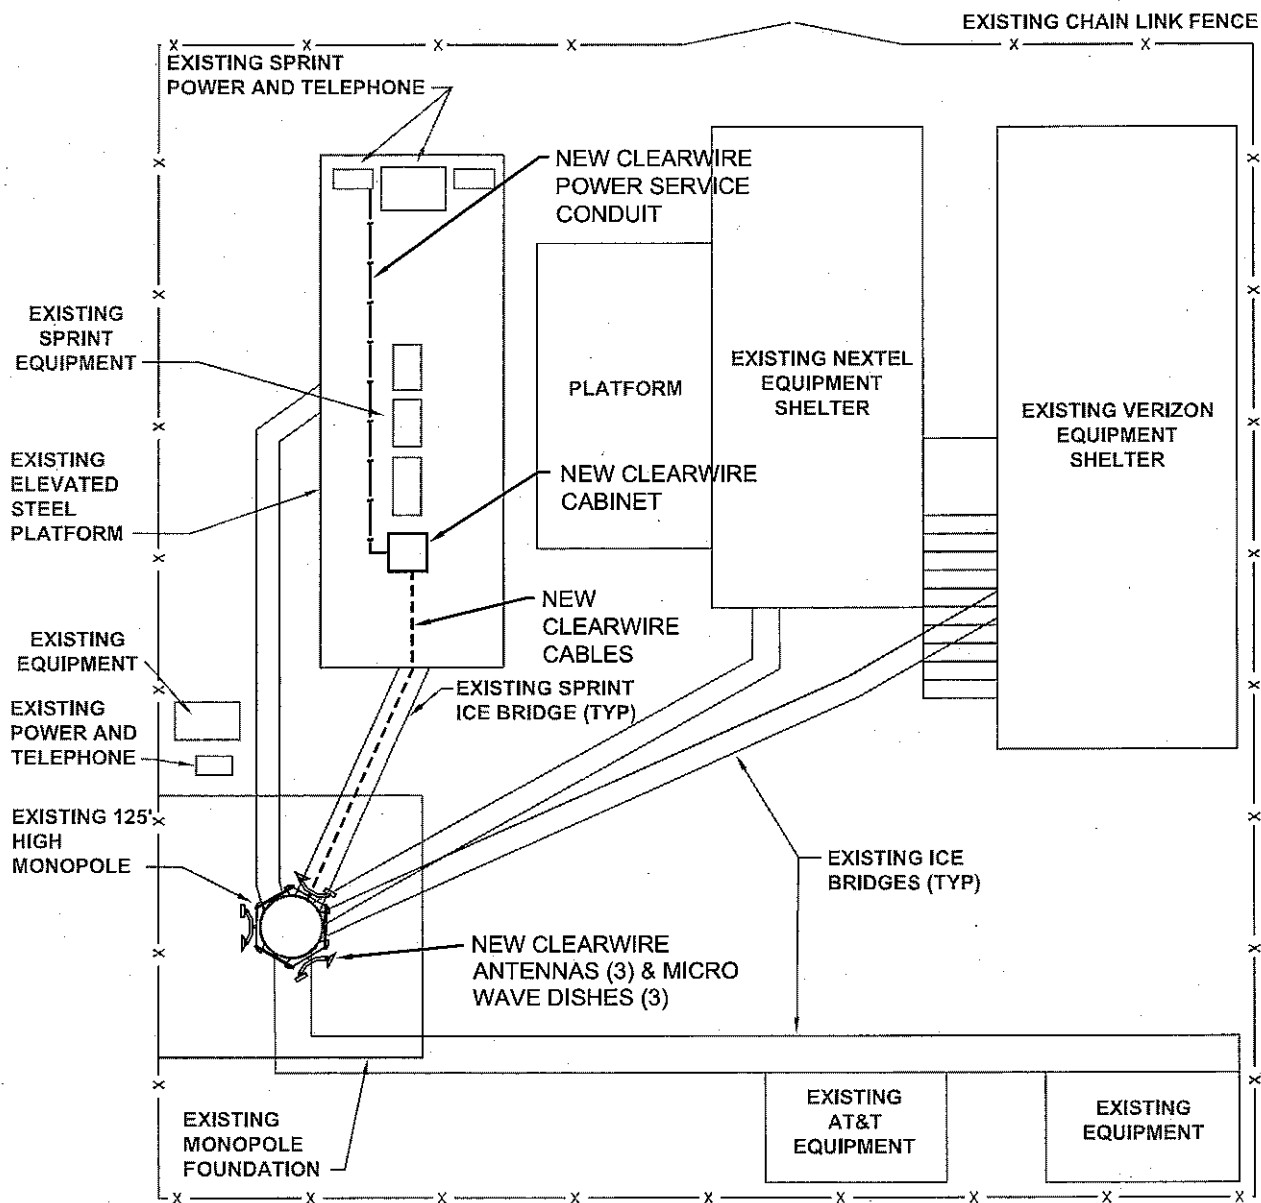 EXISTING CHAIN LINK FENCE
EXISTING SPRINT
POWER AND TELEPHONE
NEW CLEARWIRE
POWER SERVICE
CONDUIT
EXISTING
SPRINT
EQUIPMENT
PLATFORM
EXISTING NEXTEL
EQUIPMENT
SHELTER
EXISTING VERIZON
EQUIPMENT
SHELTER
EXISTING
ELEVATED
STEEL
PLATFORM
NEW CLEARWIRE
CABINET
NEW
CLEARWIRE
CABLES
EXISTING
EQUIPMENT
EXISTING SPRINT
ICE BRIDGE (TYP)
EXISTING
POWER AND
TELEPHONE
EXISTING 125'
HIGH
MONOPOLE
EXISTING ICE
BRIDGES (TYP)
NEW CLEARWIRE
ANTENNAS (3) & MICRO
WAVE DISHES (3)
EXISTING
MONOPOLE
FOUNDATION
EXISTING
AT&T
EQUIPMENT
EXISTING
EQUIPMENT